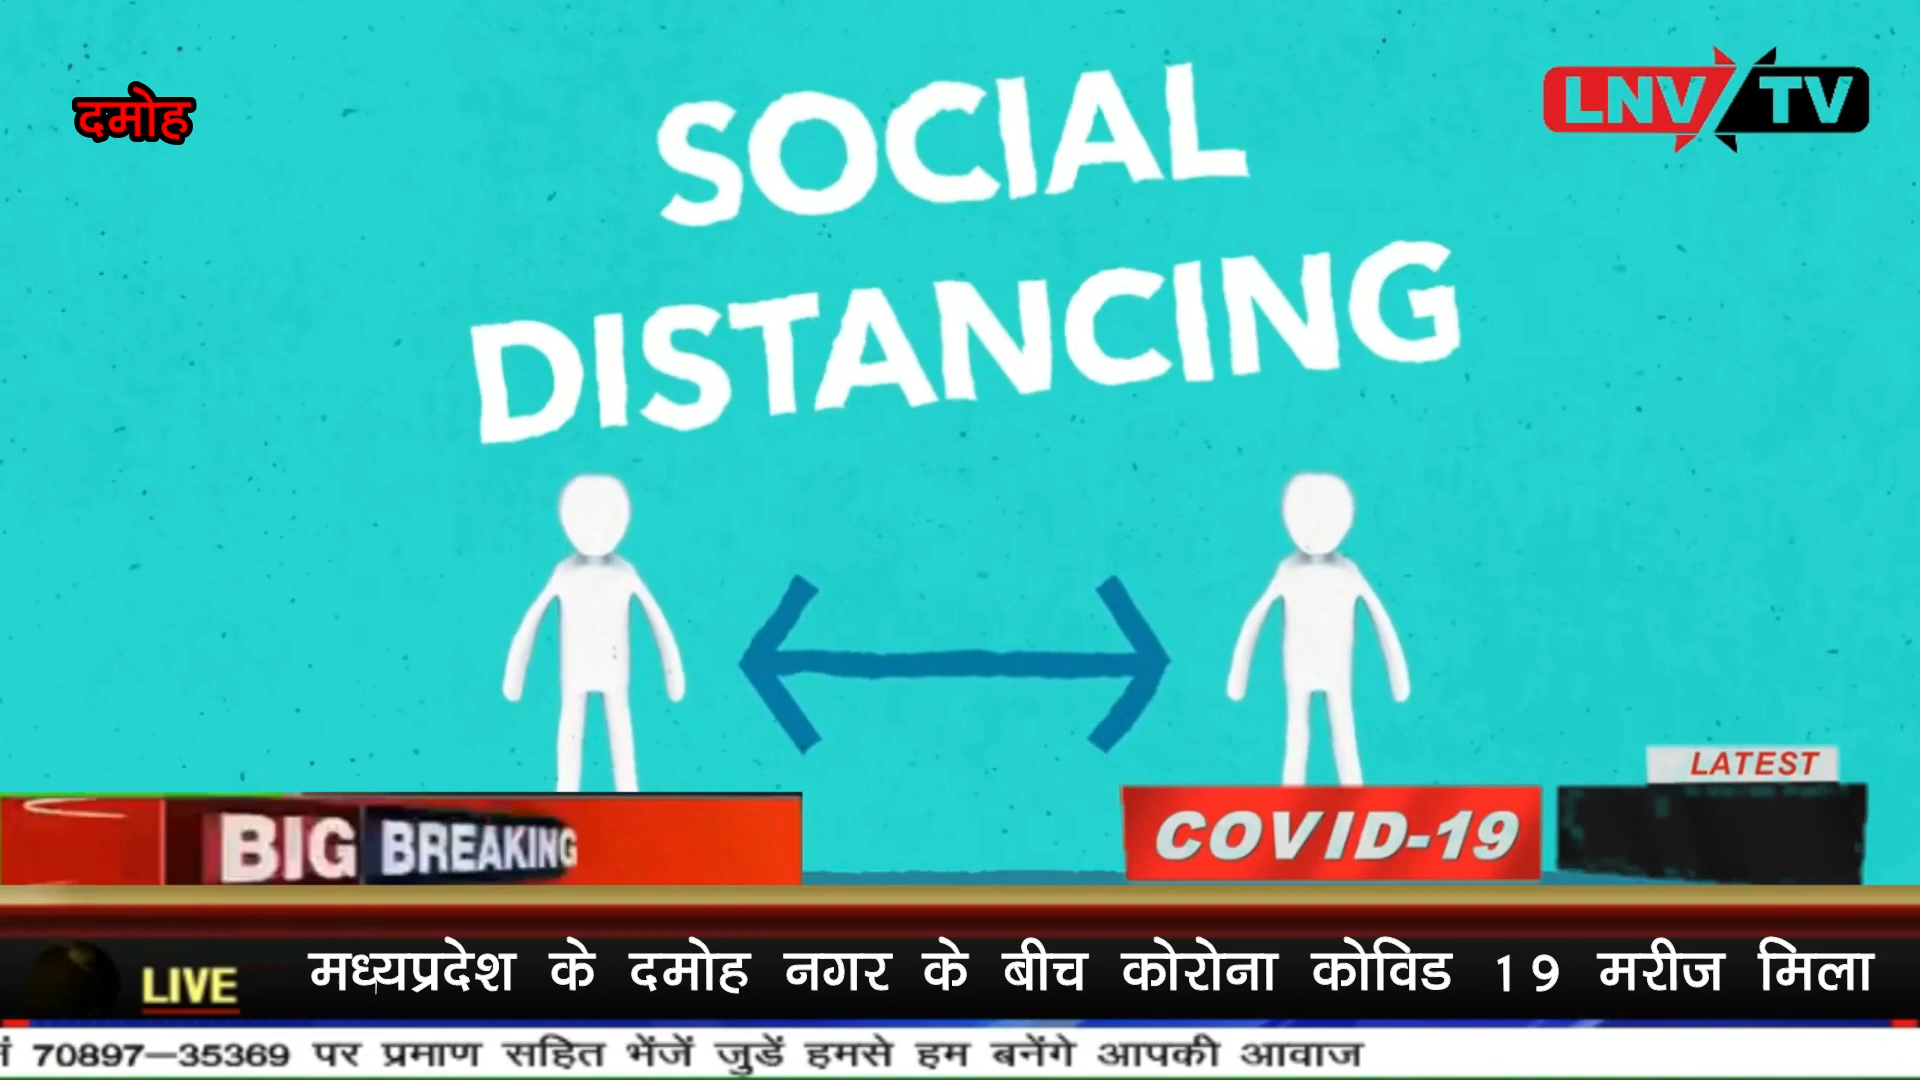 दमोह
LNV TV
SOCIAL
DISTANCING
LATEST
BIG BREAKING
COVID-19
LIVE
मध्यप्रदेश के दमोह नगर के बीच कोरोना कोविड 19 मरीज मिला
70897—35369 पर प्रमाण सहित भेंजें जुडें हमसे हम बनेंगे आपकी आवाज